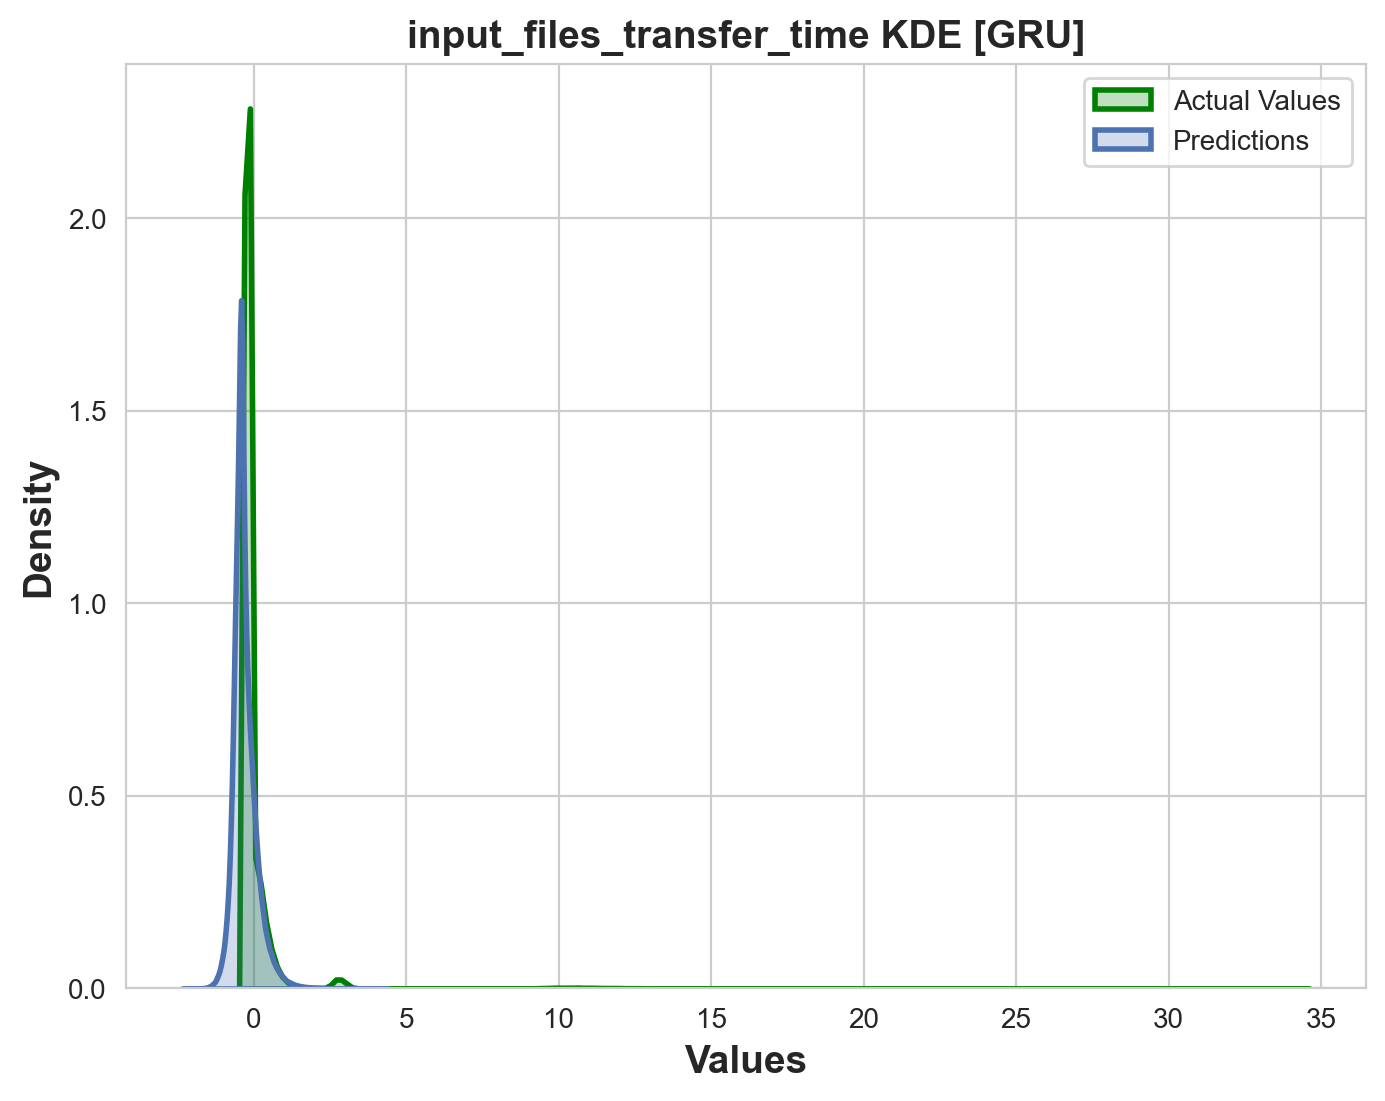 input_files_transfer_time KDE [GRU]
Actual Values
Predictions
Density
2.0
1.5
1.0
0.5
0.0
0 5 10 15 20 25 30 35
Values